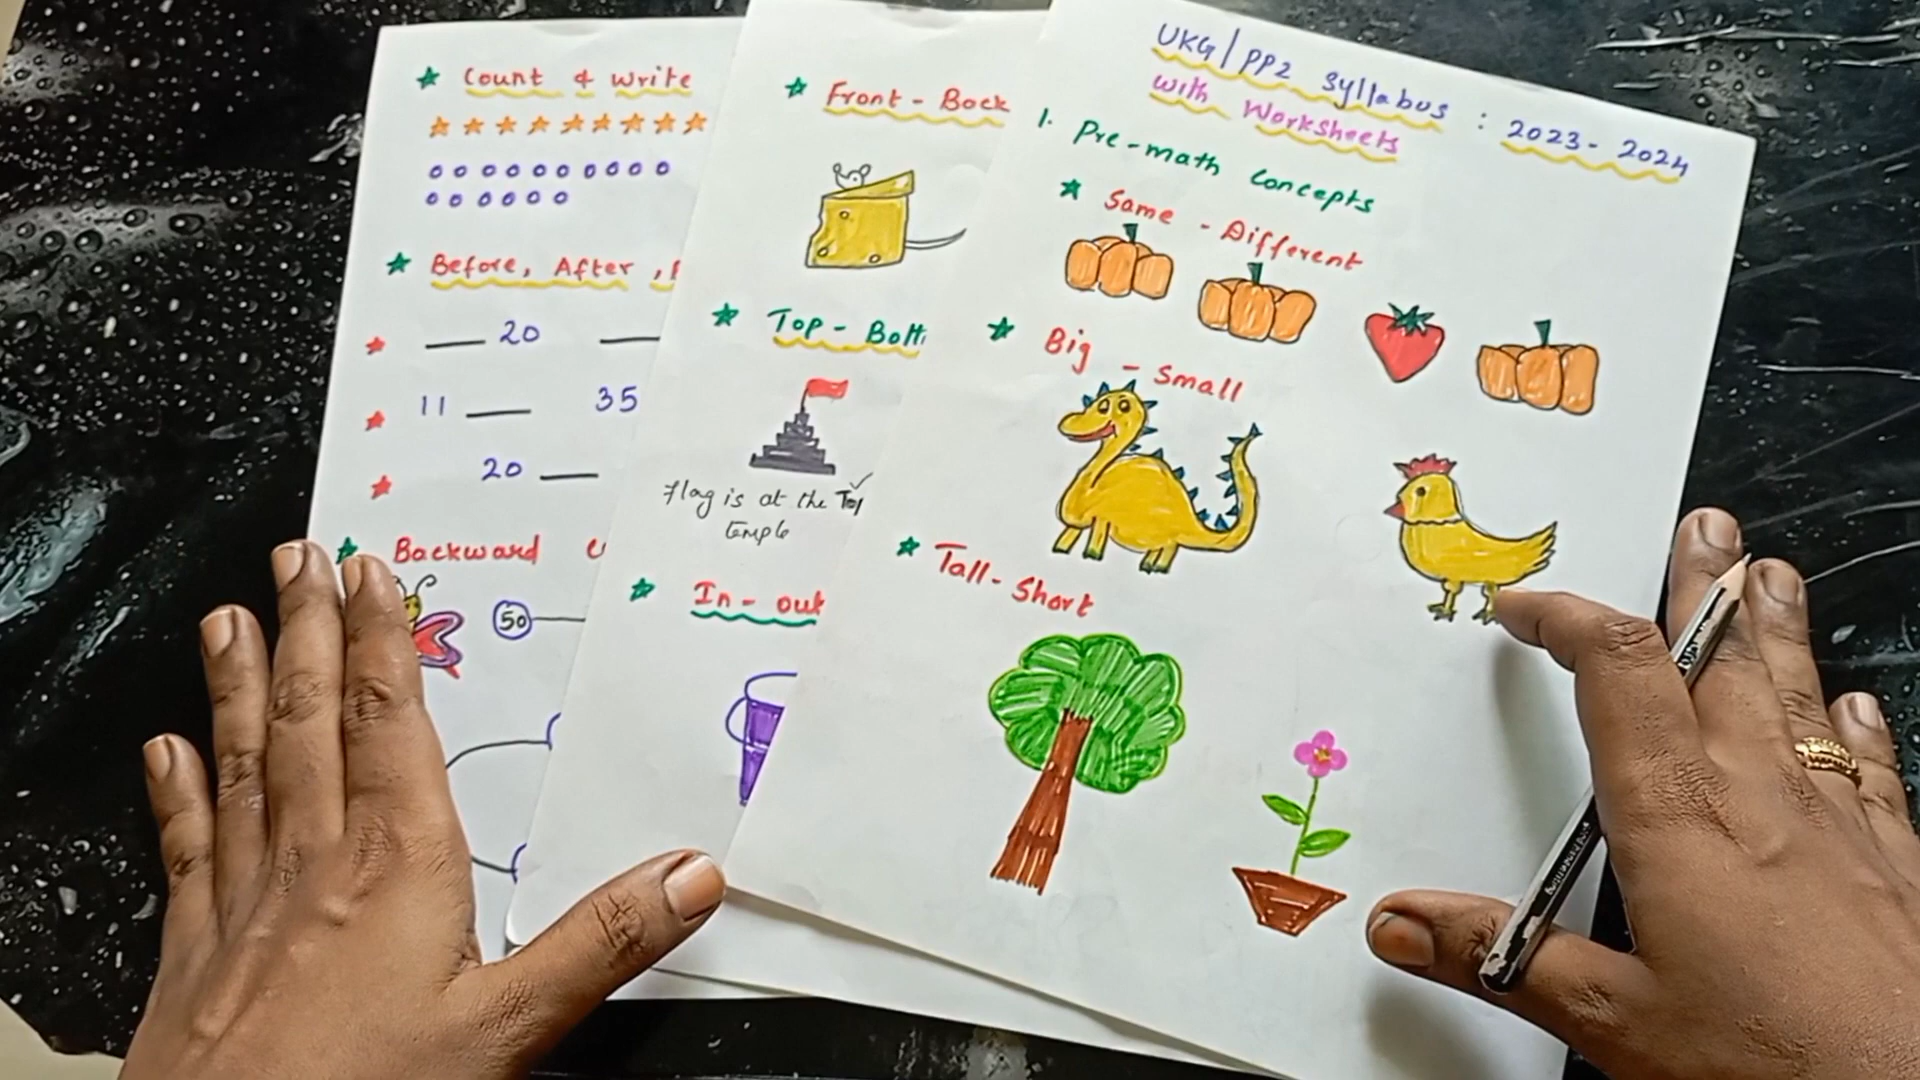 ★ Count & Write
★ Before, After ,
20
11 35
20
★ Backward
50
★ Front - Back
★ Top - Bott
Flag is at the Top
temple
★ In - out
UKG/PP2 Syllabus : 2023 - 2024
with Worksheets
1. Pre-math Concepts
★ Same - Different
★ Big - Small
★ Tall - Short